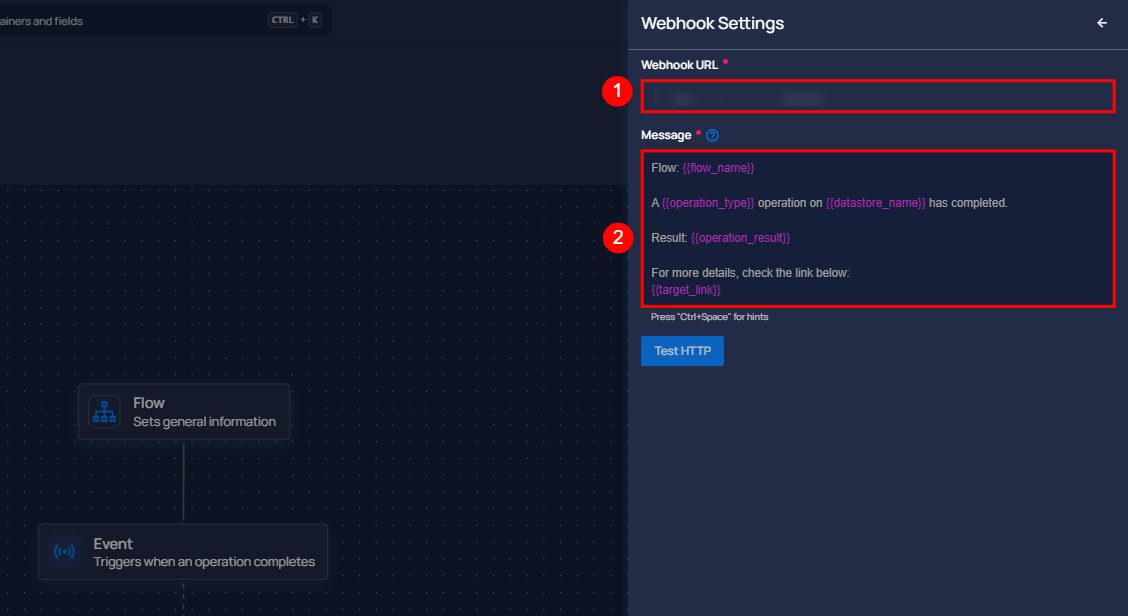 ainers and fields
CTRL + K
Webhook Settings
Webhook URL *
1
Message *
2
Flow: {{flow_name}}
A {{operation_type}} operation on {{datastore_name}} has completed.
Result: {{operation_result}}
For more details, check the link below:
{{target_link}}
Press "Ctrl+Space" for hints
Test HTTP
Flow
Sets general information
Event
Triggers when an operation completes